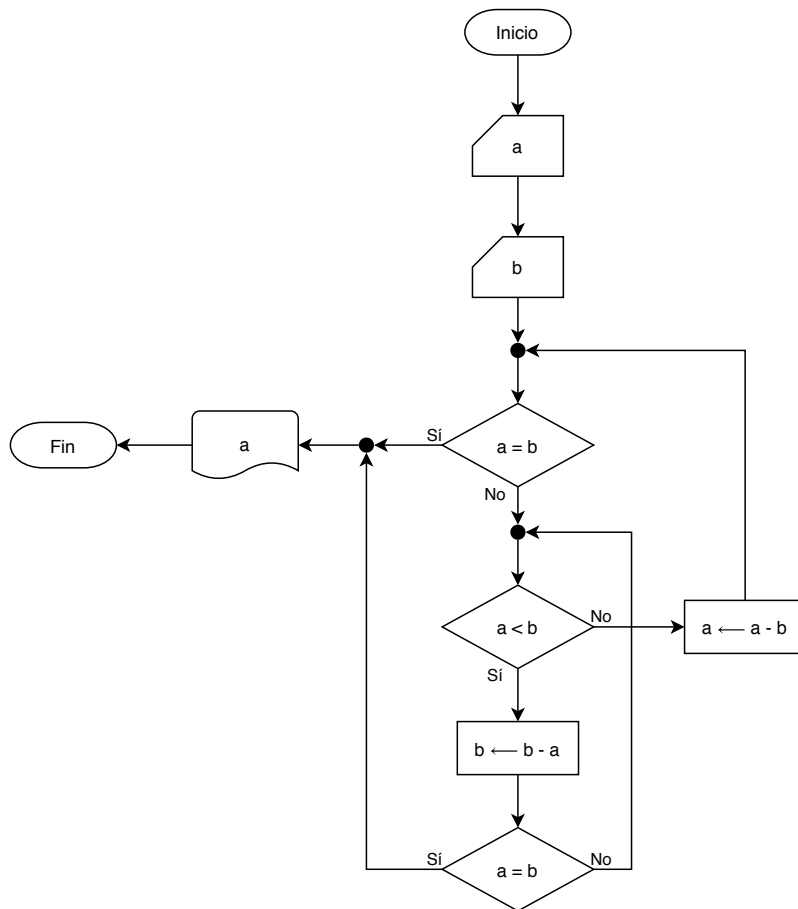 Inicio
a
b
a = b
Sí
No
a
Fin
a < b
No
Sí
a ⟵ a - b
b ⟵ b - a
a = b
Sí
No